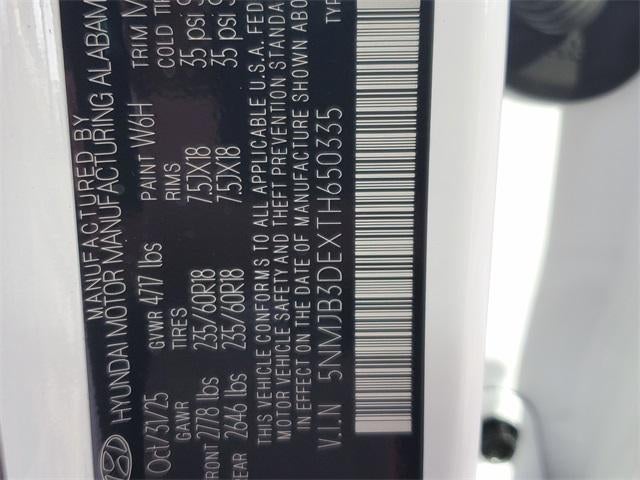 MANUFACTURED BY
HYUNDAI MOTOR MANUFACTURING ALABAMA
Oct/31/25 GVWR 4717 lbs PAINT W6H TRIM
GAWR TIRES RIMS COLD
FRONT 2778 lbs 235/60R18 7.5JX18 35 psi
REAR 2646 lbs 235/60R18 7.5JX18 35 psi
THIS VEHICLE CONFORMS TO ALL APPLICABLE U.S.A. FED
MOTOR VEHICLE SAFETY AND THEFT PREVENTION STANDA
IN EFFECT ON THE DATE OF MANUFACTURE SHOWN ABOV
V.I.N 5NMJB3DEXTH650335 TYP